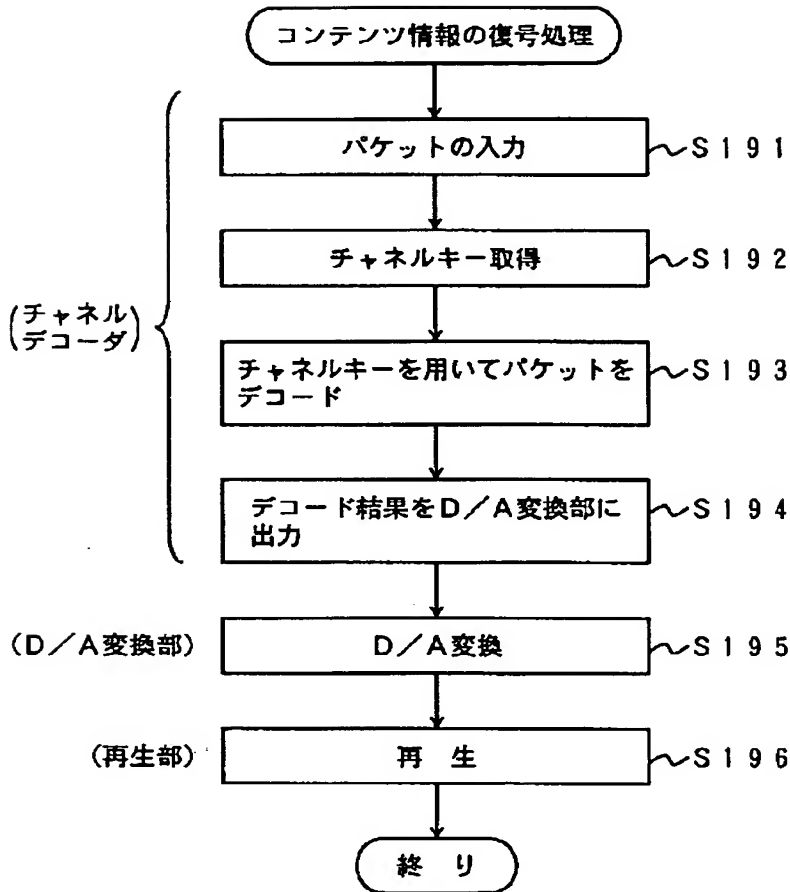 コンテンツ情報の復号処理
パケットの入力
S191
チャネルキー取得
S192
(チャネル
デコーダ)
チャネルキーを用いてパケットを
デコード
S193
デコード結果をD/A変換部に
出力
S194
(D/A変換部)
D/A変換
S195
(再生部)
再 生
S196
終 り